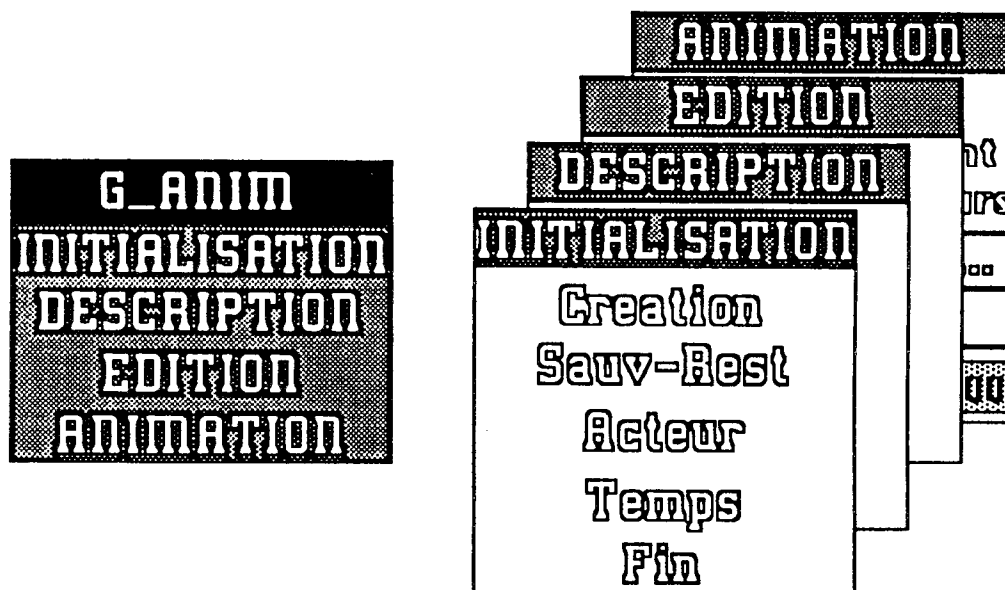 G_ANIM
INITIALISATION
DESCRIPTION
EDITION
ANIMATION
ANIMATION
EDITION
DESCRIPTION
INITIALISATION
Creation
Sauv-Rest
Acteur
Temps
Fin